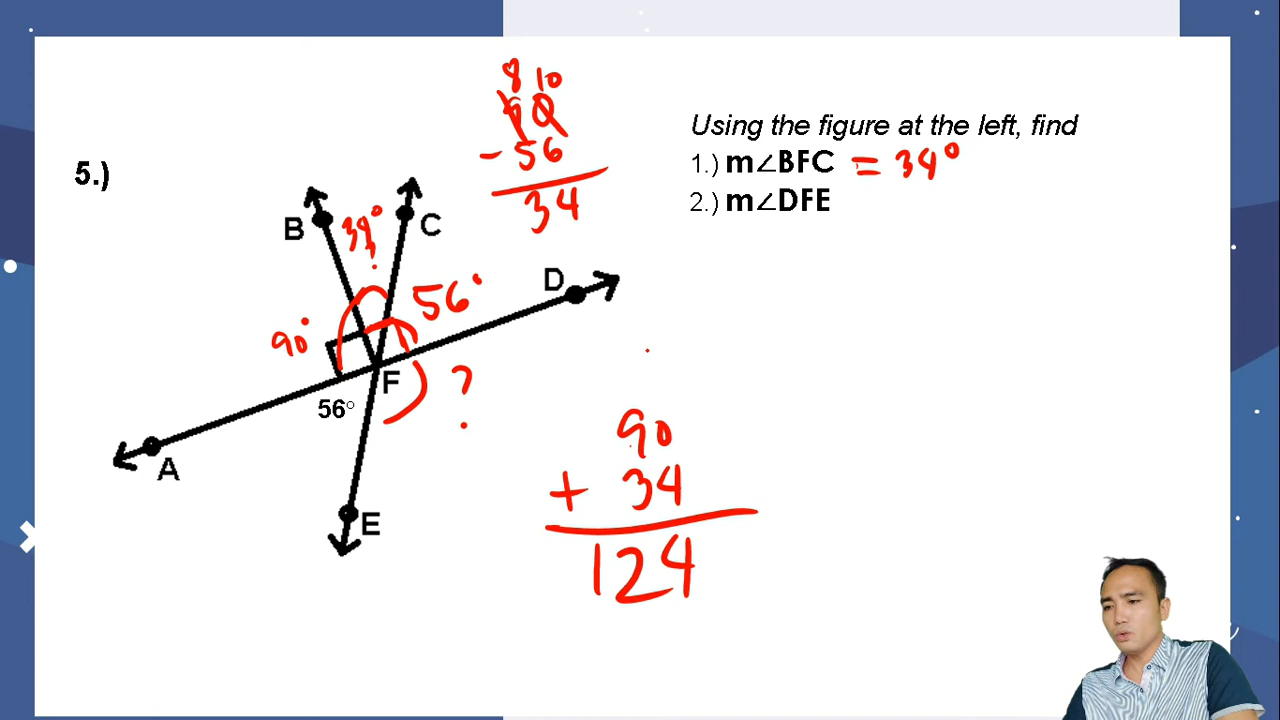 8 10
90
Using the figure at the left, find
- 56
1.) m∠BFC = 34°
5.)
34
2.) m∠DFE
B
34°
C
?
56°
D
90°
F
?
56°
90
A
+ 34
E
124